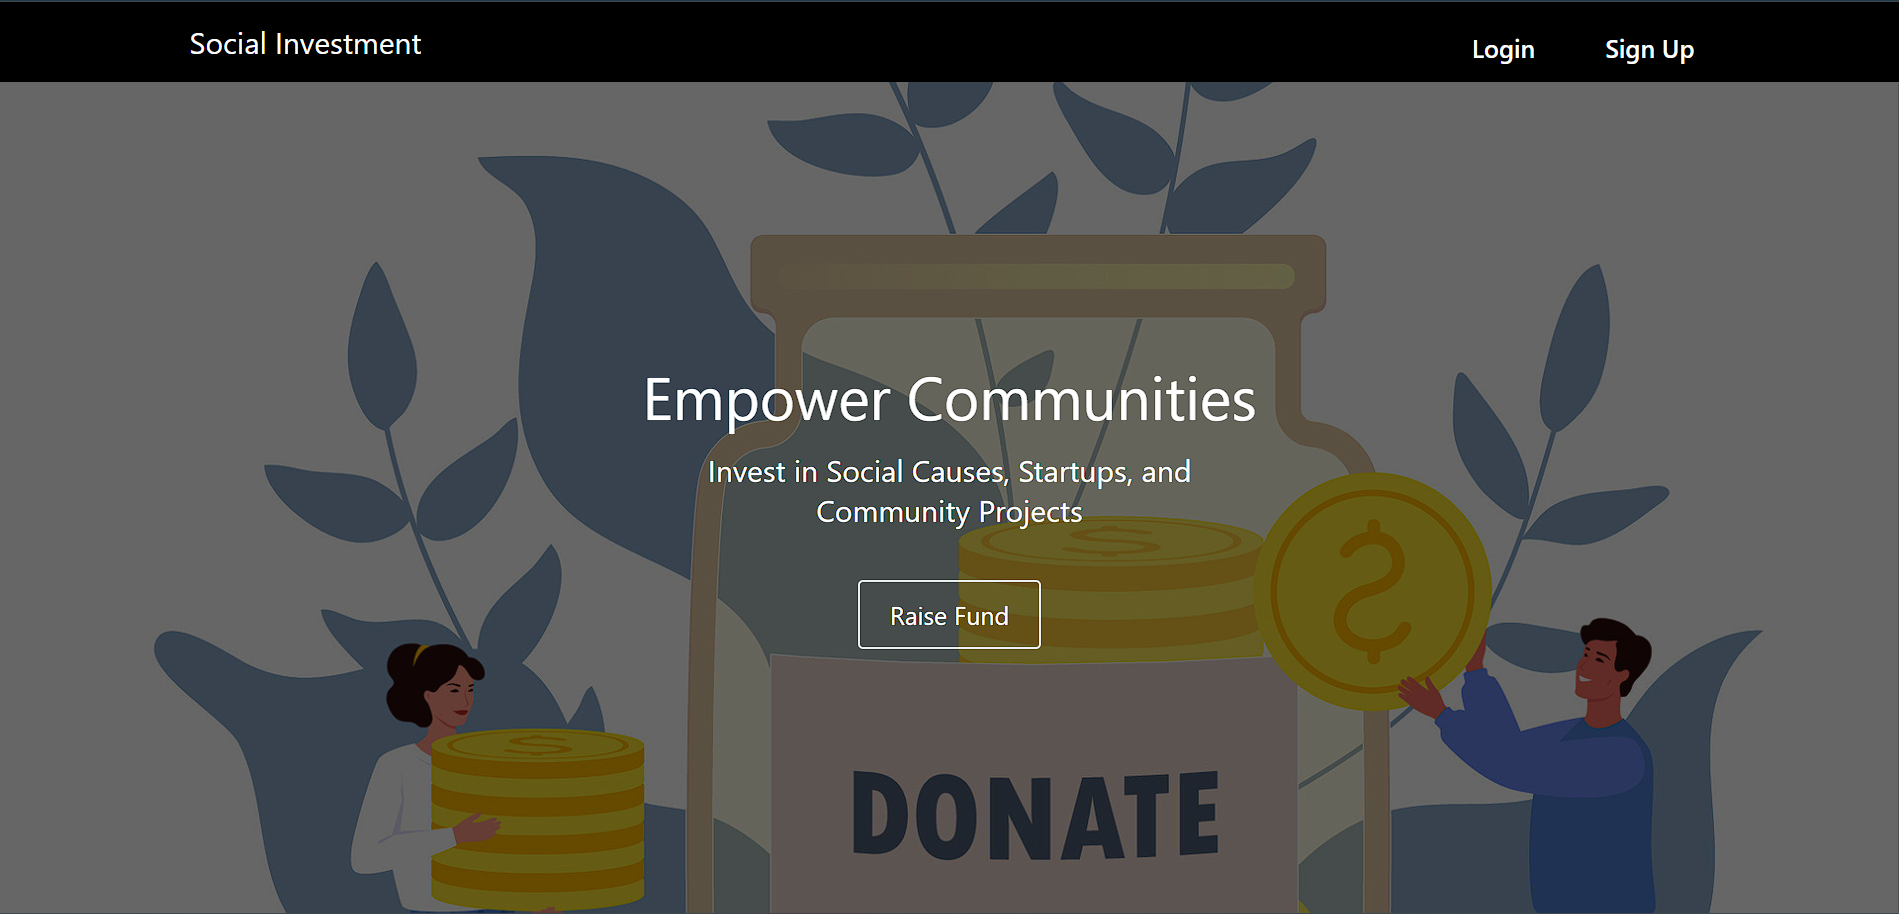 Social Investment
Login
Sign Up
Empower Communities
Invest in Social Causes, Startups, and
Community Projects
Raise Fund
DONATE